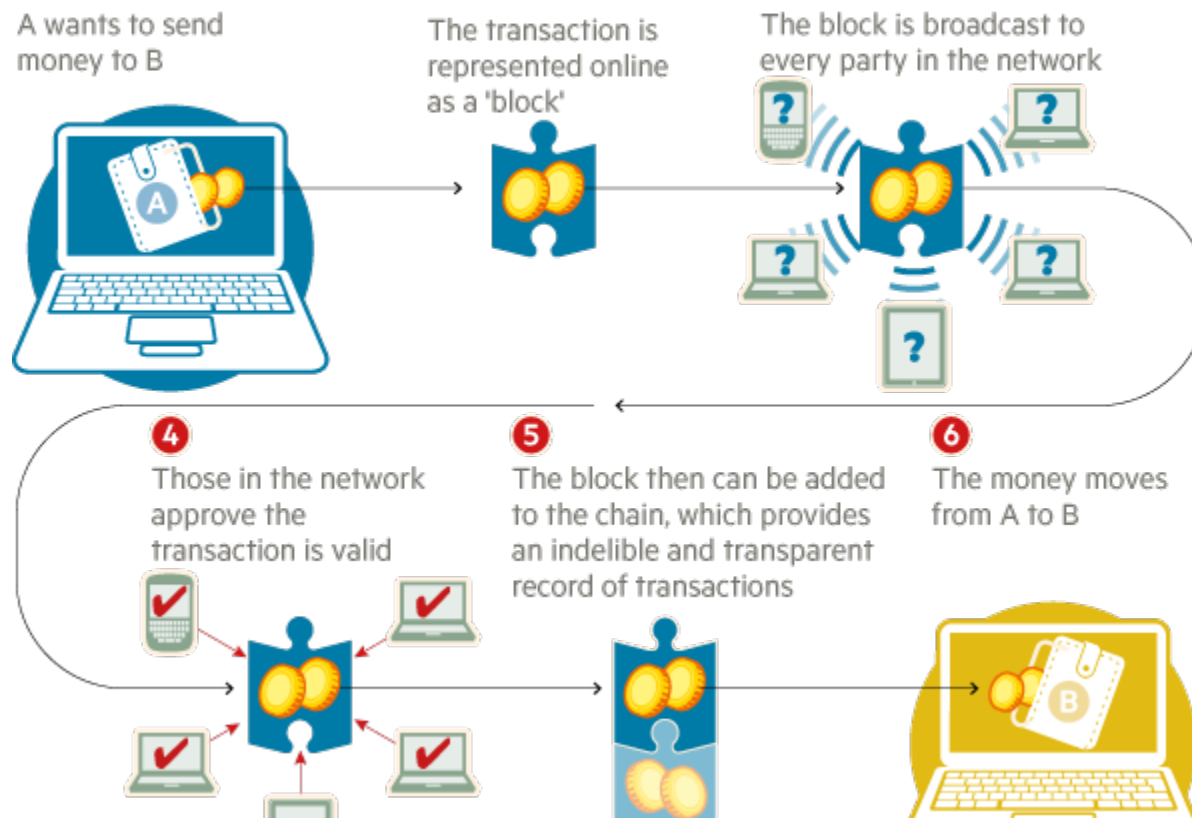 A wants to send
money to B
A
The transaction is
represented online
as a 'block'
The block is broadcast to
every party in the network
?
?
?
?
?
4
Those in the network
approve the
transaction is valid
5
The block then can be added
to the chain, which provides
an indelible and transparent
record of transactions
6
The money moves
from A to B
B